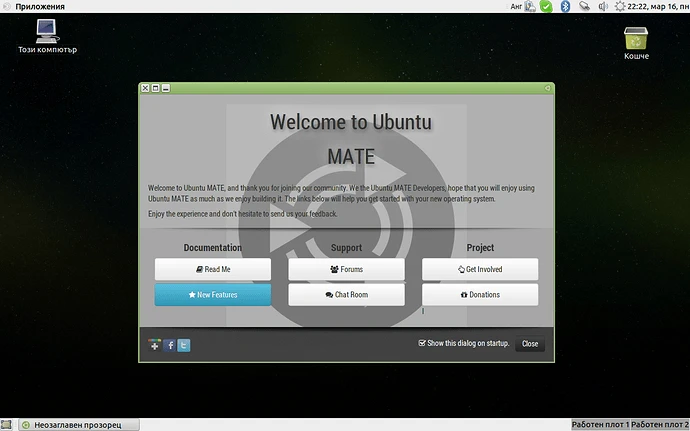 Приложения
Анг
22:22, мар 16, пн
Този компютър
Кошче
Welcome to Ubuntu
MATE
Welcome to Ubuntu MATE, and thank you for joining our community. We the Ubuntu MATE Developers, hope that you will enjoy using
Ubuntu MATE as much as we enjoy building it. The links below will help you get started with your new operating system.
Enjoy the experience and don't hesitate to send us your feedback.
Documentation Support Project
Read Me Forums Get Involved
New Features Chat Room Donations
Show this dialog on startup. Close
Неозаглавен прозорец
Работен плот 1 Работен плот 2